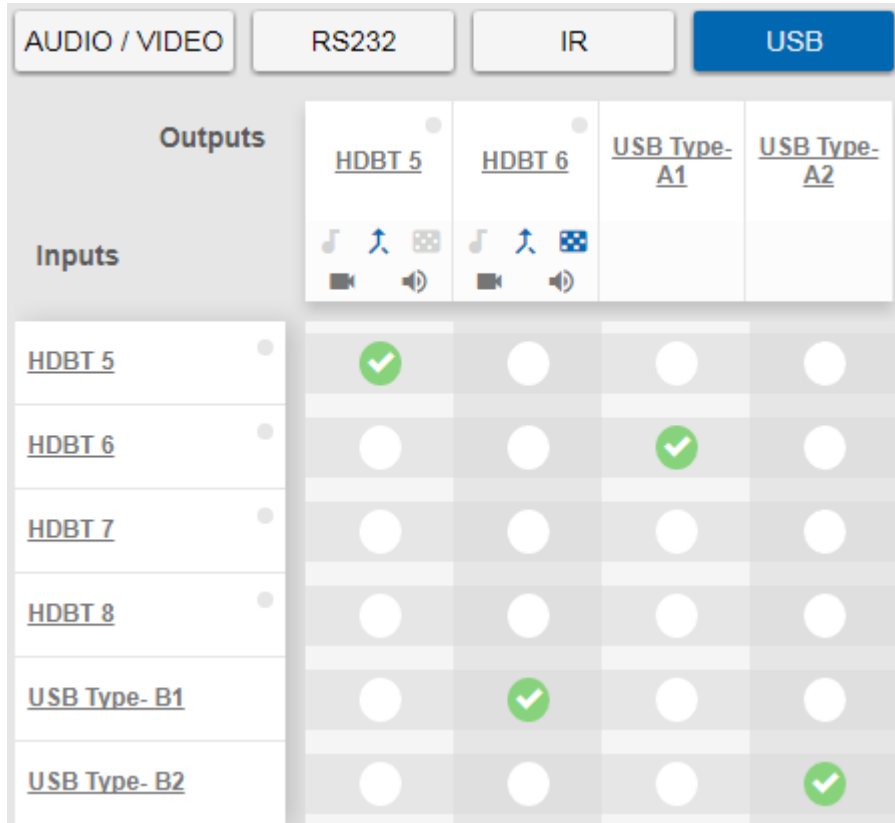 AUDIO / VIDEO RS232 IR USB
Outputs
HDBT 5 HDBT 6 USB Type- A1 USB Type- A2
Inputs
HDBT 5
HDBT 6
HDBT 7
HDBT 8
USB Type- B1
USB Type- B2